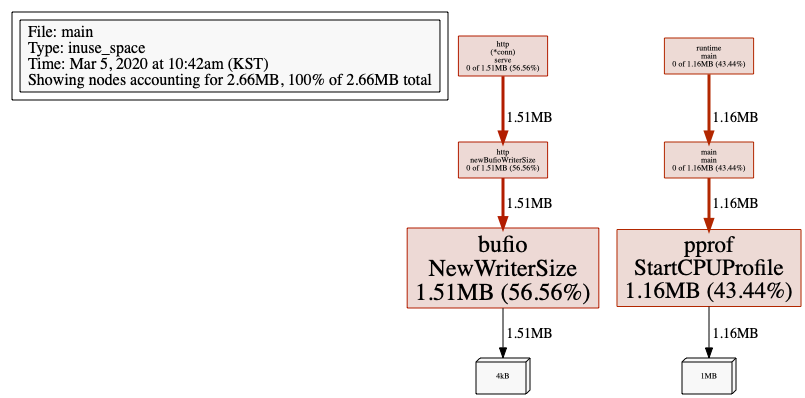 File: main
Type: inuse_space
Time: Mar 5, 2020 at 10:42am (KST)
Showing nodes accounting for 2.66MB, 100% of 2.66MB total
http
(*conn)
serve
0 of 1.51MB (56.56%)
1.51MB
http
newBufioWriterSize
0 of 1.51MB (56.56%)
1.51MB
bufio
NewWriterSize
1.51MB (56.56%)
1.51MB
4kB
runtime
main
0 of 1.16MB (43.44%)
1.16MB
main
main
0 of 1.16MB (43.44%)
1.16MB
pprof
StartCPUProfile
1.16MB (43.44%)
1.16MB
1MB